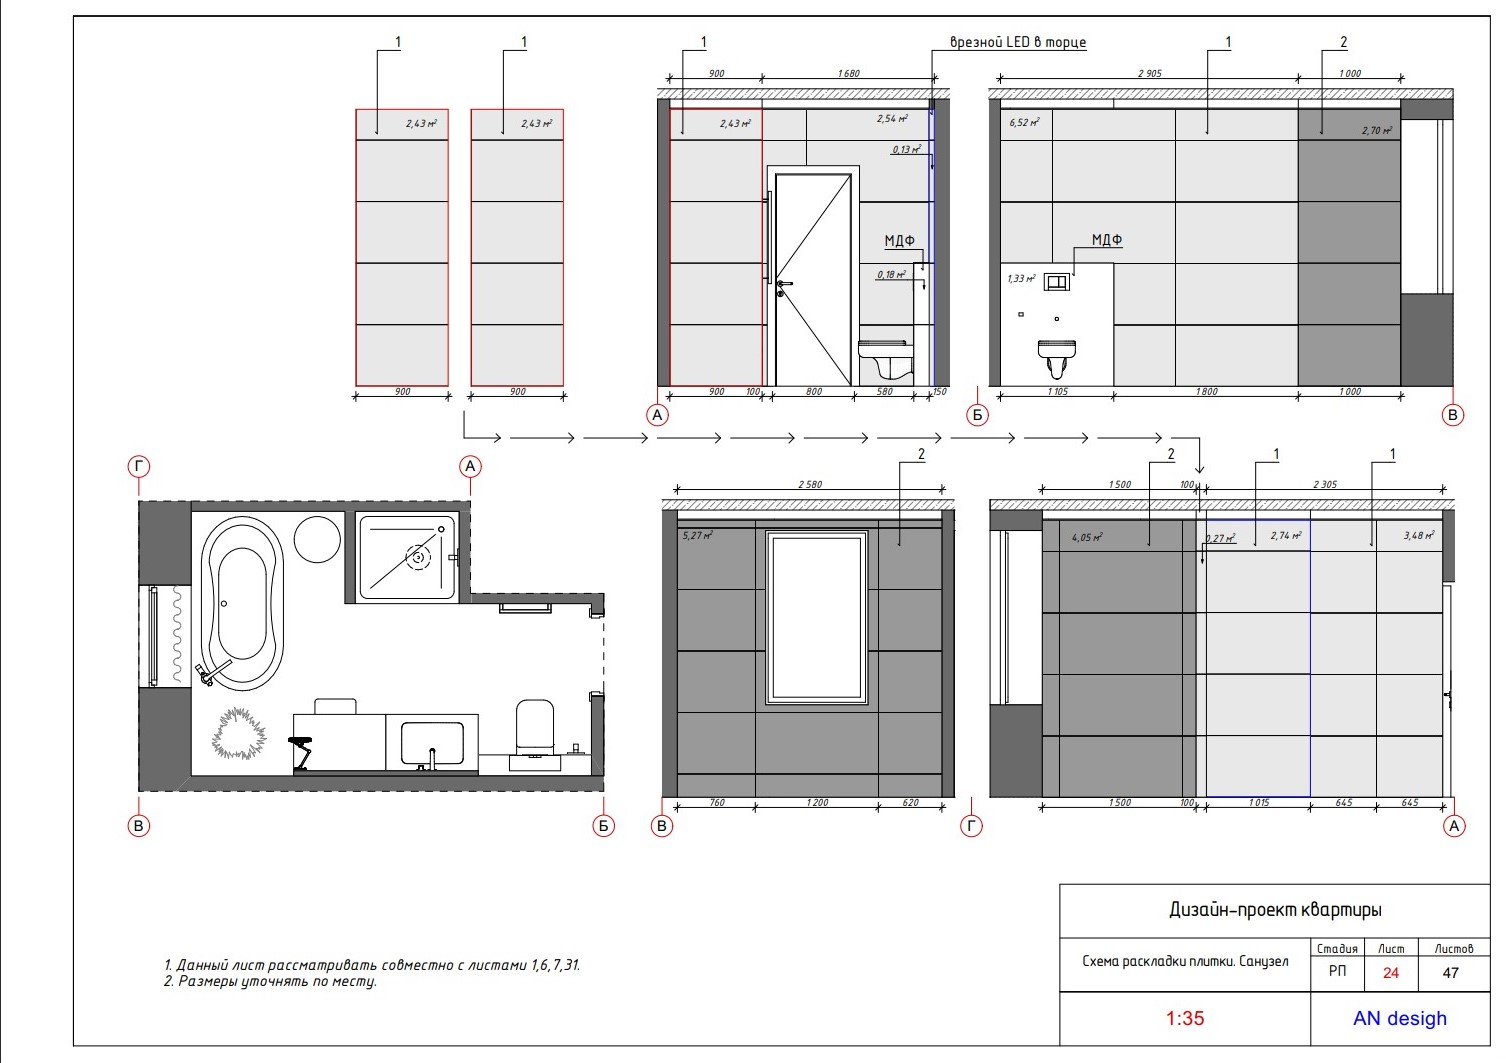 1
1
1
врезной LED в торце
1
2
900
1 680
2 905
1 000
2,43 м²
2,43 м²
2,43 м²
2,54 м²
6,52 м²
2,70 м²
0,13 м²
МДФ
МДФ
0,18 м²
1,33 м²
900
900
900
100
800
580
150
1 105
1 800
1 000
А
Б
В
Г
А
2
2
1
1
2 580
1 500
100
2 305
5,27 м²
4,05 м²
0,27 м²
2,74 м²
3,48 м²
760
1 200
620
1 500
100
1 015
645
645
В
Б
В
Г
А
Дизайн-проект квартиры
Схема раскладки плитки. Санузел
Стадия
Лист
Листов
РП
24
47
1. Данный лист рассматривать совместно с листами 1,6,7,31.
2. Размеры уточнять по месту.
1:35
AN desigh